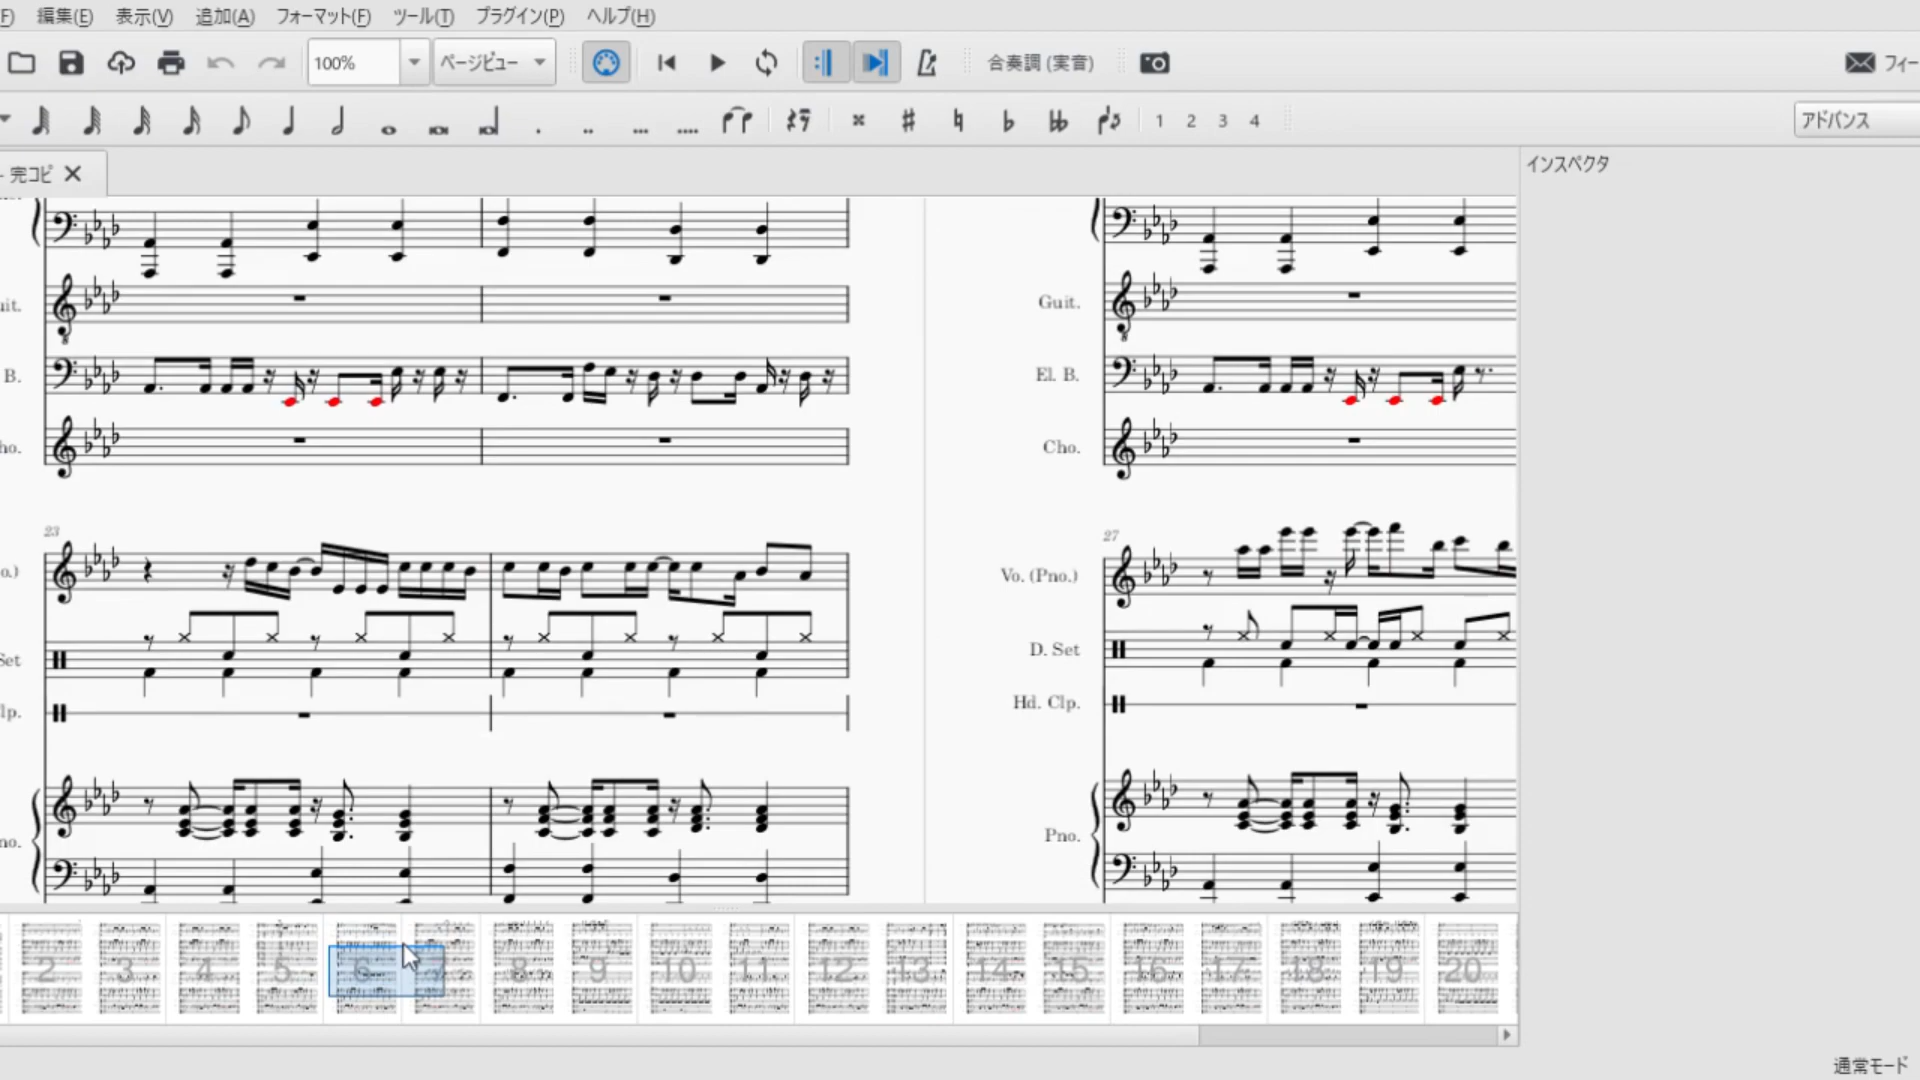 F) 編集(E) 表示(V) 追加(A) フォーマット(F) ツール(T) プラグイン(P) ヘルプ(H)
100% ページビュー 合奏調 (実音) フィー
1 2 3 4 アドバンス
- 完コピ
インスペクタ
uit.
B.
ho.
Guit.
El. B.
Cho.
23
o.)
Set
lp.
no.
27
Vo. (Pno.)
D. Set
Hd. Clp.
Pno.
2 3 4 5 6 7 8 9 10 11 12 13 14 15 16 17 18 19 20
通常モード